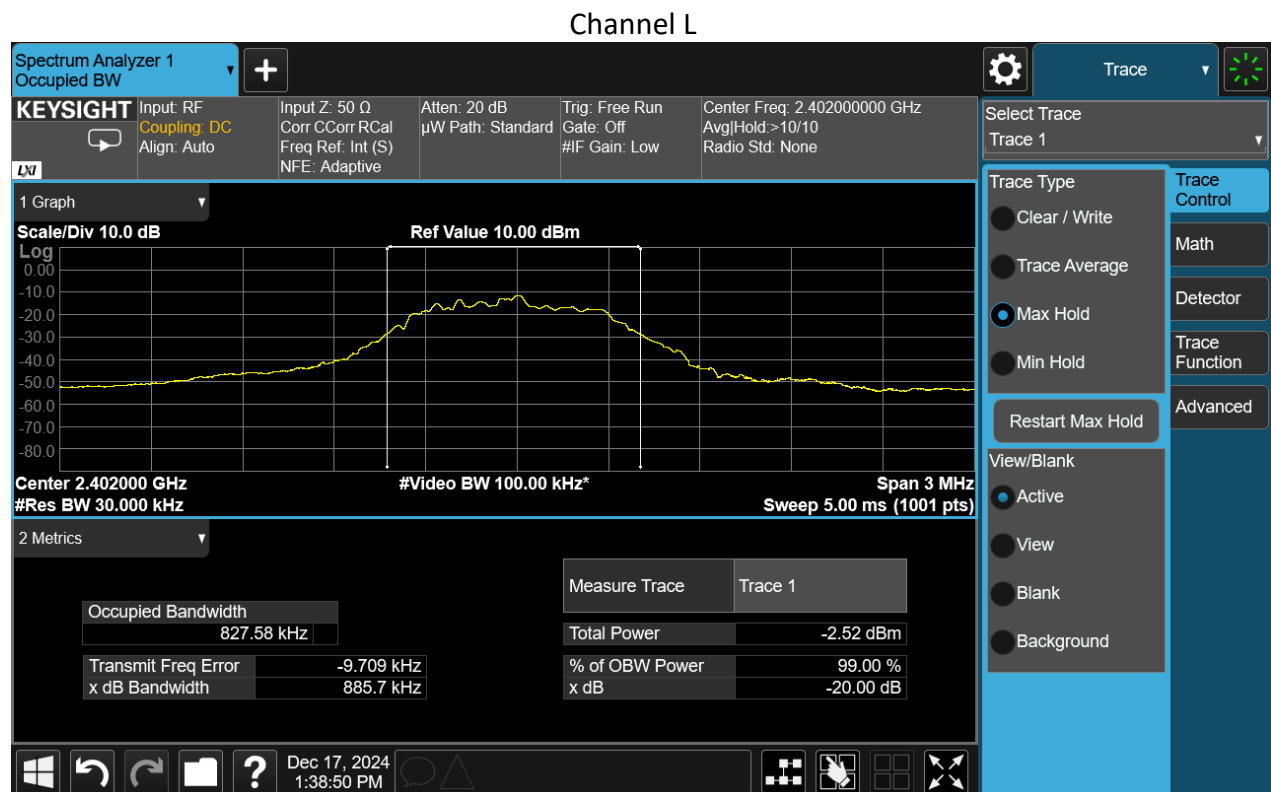 Channel L
Spectrum Analyzer 1
Occupied BW
Trace
KEYSIGHT
LXI
Input: RF
Coupling: DC
Align: Auto
Input Z: 50 Ω
Corr CCorr RCal
Freq Ref: Int (S)
NFE: Adaptive
Atten: 20 dB
µW Path: Standard
Trig: Free Run
Gate: Off
#IF Gain: Low
Center Freq: 2.402000000 GHz
Avg|Hold:>10/10
Radio Std: None
1 Graph
Scale/Div 10.0 dB
Ref Value 10.00 dBm
Log
0.00
-10.0
-20.0
-30.0
-40.0
-50.0
-60.0
-70.0
-80.0
Center 2.402000 GHz
#Video BW 100.00 kHz*
Span 3 MHz
#Res BW 30.000 kHz
Sweep 5.00 ms (1001 pts)
2 Metrics
Occupied Bandwidth
827.58 kHz
Transmit Freq Error -9.709 kHz
x dB Bandwidth 885.7 kHz
Measure Trace Trace 1
Total Power -2.52 dBm
% of OBW Power 99.00 %
x dB -20.00 dB
?
Dec 17, 2024
1:38:50 PM
Select Trace
Trace 1
Trace Type
Clear / Write
Trace Average
Max Hold
Min Hold
Restart Max Hold
View/Blank
Active
View
Blank
Background
Trace
Control
Math
Detector
Trace
Function
Advanced